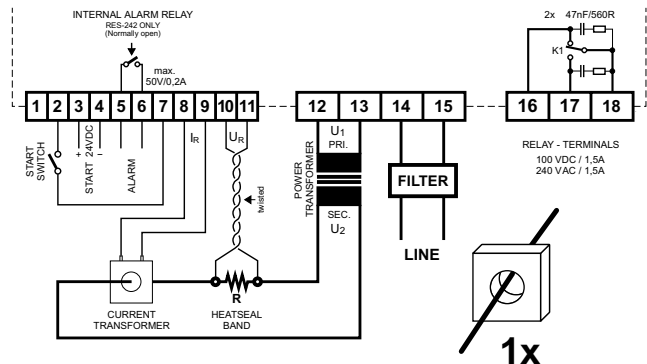 INTERNAL ALARM RELAY
RES-242 ONLY
(Normally open)
max.
50V/0,2A
2x 47nF/560R
K1
1 2 3 4 5 6 7 8 9 10 11
12 13 14 15
16 17 18
START
SWITCH
+ –
START 24VDC
ALARM
IR
UR
twisted
POWER
TRANSFORMER
U1
PRI.
SEC.
U2
FILTER
LINE
RELAY - TERMINALS
100 VDC / 1,5A
240 VAC / 1,5A
R
CURRENT
TRANSFORMER
HEATSEAL
BAND
1x